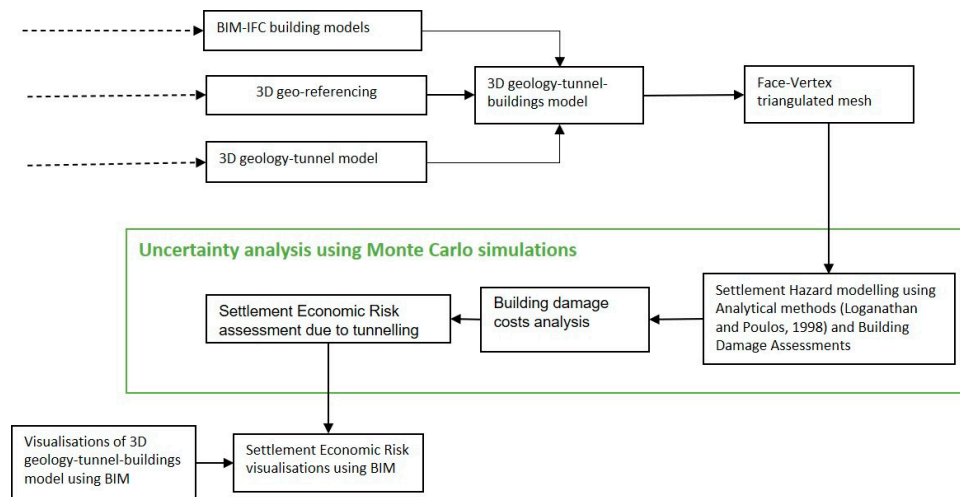 BIM-IFC building models
3D geo-referencing
3D geology-tunnel model
3D geology-tunnel-
buildings model
Face-Vertex
triangulated mesh
Uncertainty analysis using Monte Carlo simulations
Settlement Hazard modelling using
Analytical methods (Loganathan
and Poulos, 1998) and Building
Damage Assessments
Building damage
costs analysis
Settlement Economic Risk
assessment due to tunnelling
Visualisations of 3D
geology-tunnel-buildings
model using BIM
Settlement Economic Risk
visualisations using BIM